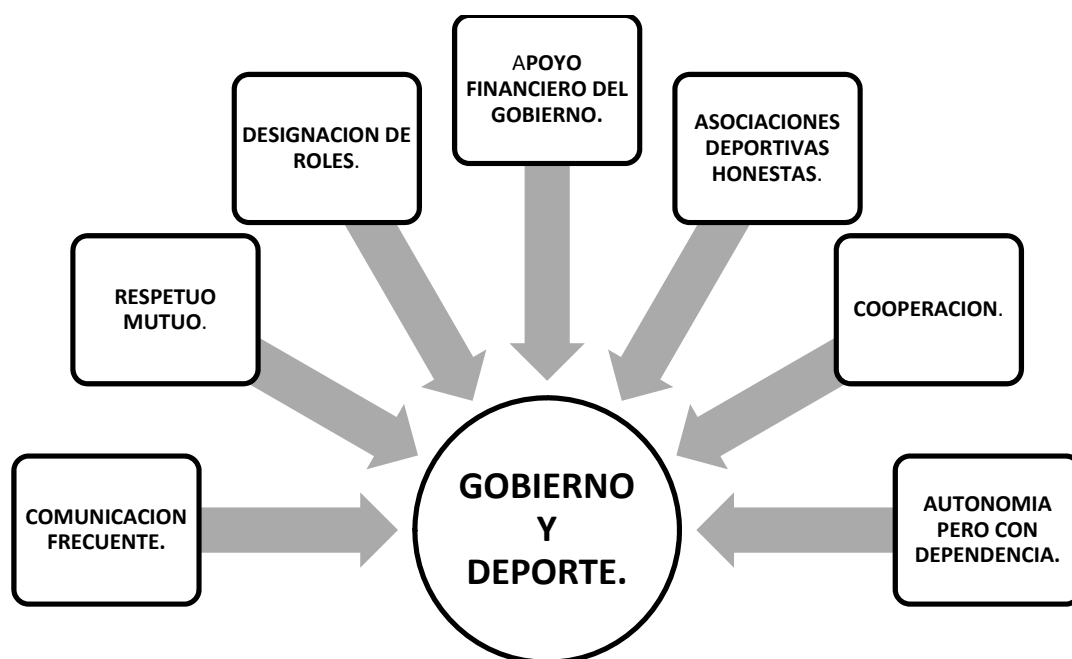 APOYO
FINANCIERO DEL
GOBIERNO.
DESIGNACION DE
ROLES.
ASOCIACIONES
DEPORTIVAS
HONESTAS.
RESPETUO
MUTUO.
COOPERACION.
COMUNICACION
FRECUENTE.
GOBIERNO
Y
DEPORTE.
AUTONOMIA
PERO CON
DEPENDENCIA.